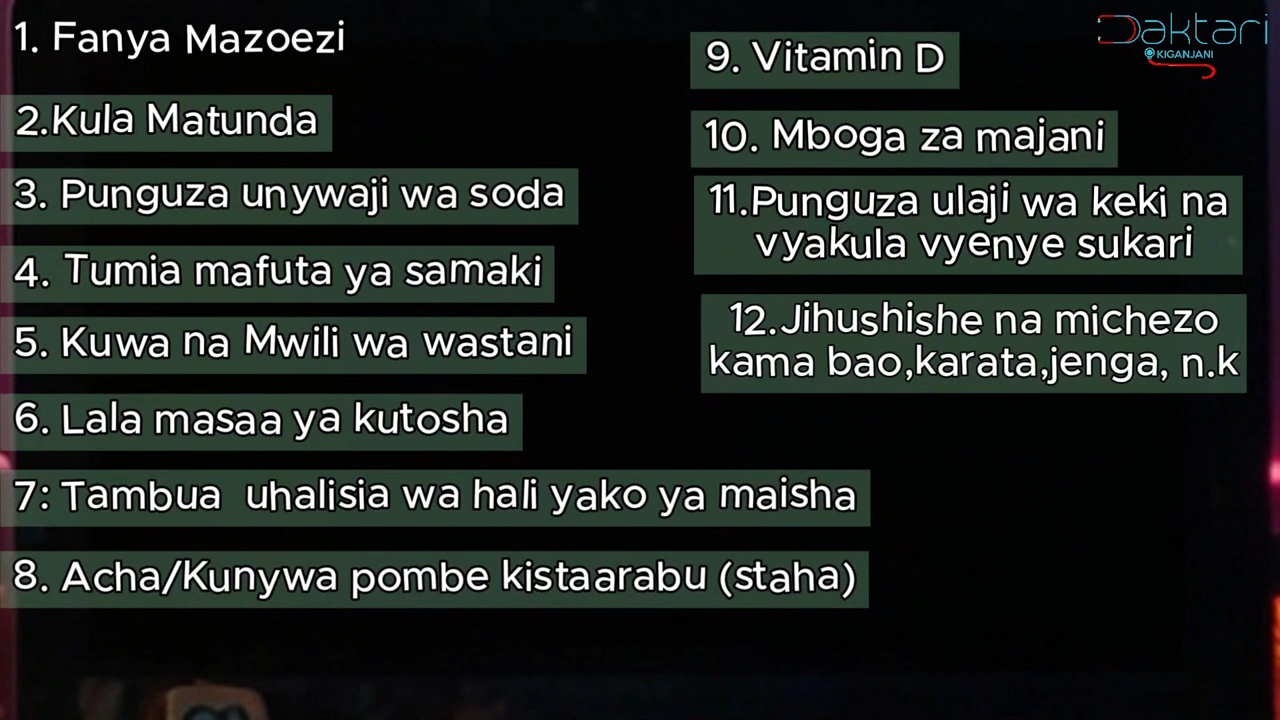 1. Fanya Mazoezi
2.Kula Matunda
3. Punguza unywaji wa soda
4. Tumia mafuta ya samaki
5. Kuwa na Mwili wa wastani
6. Lala masaa ya kutosha
7: Tambua uhalisia wa hali yako ya maisha
8. Acha/Kunywa pombe kistaarabu (staha)
Daktari
KIGANJANI
9. Vitamin D
10. Mboga za majani
11.Punguza ulaji wa keki na
vyakula vyenye sukari
12.Jihushishe na michezo
kama bao,karata,jenga, n.k